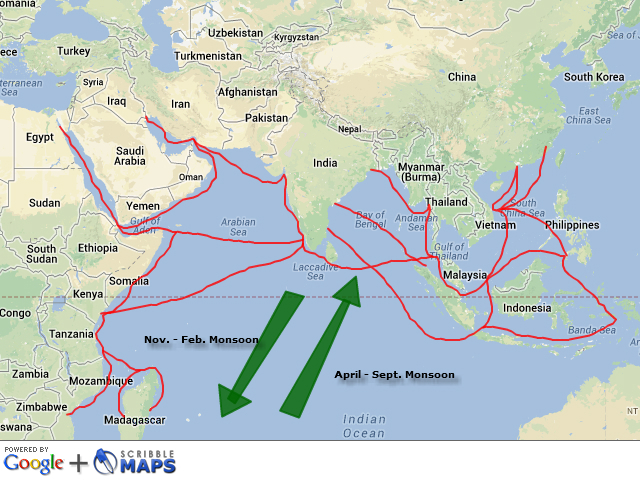 Uzbekistan
Kyrgyzstan
Turkey
Turkmenistan
Syria
Iraq
Iran
Afghanistan
China
South Korea
East
China Sea
Pakistan
Nepal
Egypt
Saudi
Arabia
Oman
India
Myanmar
(Burma)
Sudan
Yemen
Gulf of
Aden
Arabian
Sea
Bay of
Bengal
Andaman
Sea
Thailand
South
China Sea
Vietnam
Philippines
South
Sudan
Ethiopia
Somalia
Laccadive
Sea
Gulf of
Thailand
Malaysia
Kenya
Indonesia
Banda Sea
Tanzania
Nov. - Feb. Monsoon
April - Sept. Monsoon
Zambia
Mozambique
Zimbabwe
Madagascar
Indian
Ocean
NT
POWERED BY
Google + SCRIBBLE
MAPS